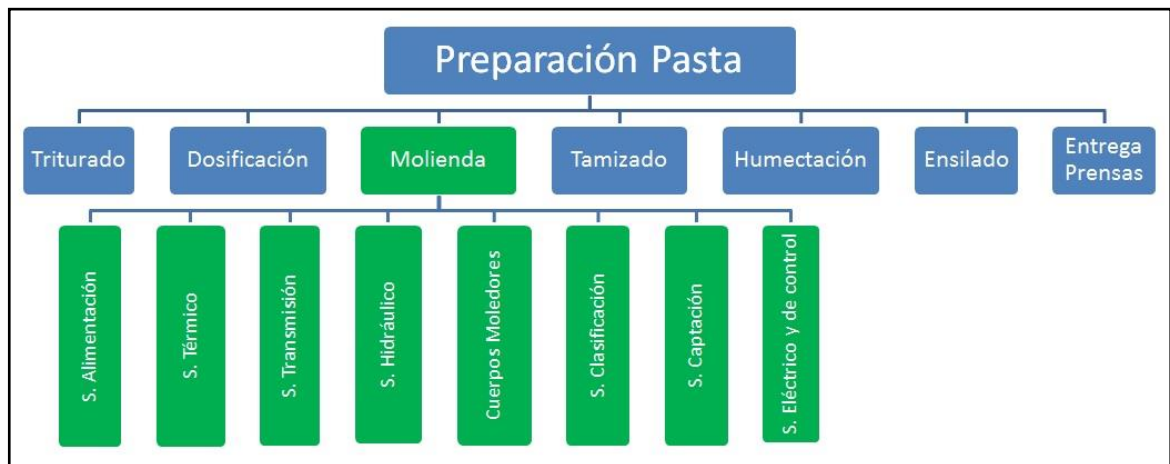 Preparación Pasta
Triturado
Dosificación
Molienda
Tamizado
Humectación
Ensilado
Entrega
Prensas
S. Alimentación
S. Térmico
S. Transmisión
S. Hidráulico
Cuerpos Moledores
S. Clasificación
S. Captación
S. Eléctrico y de control